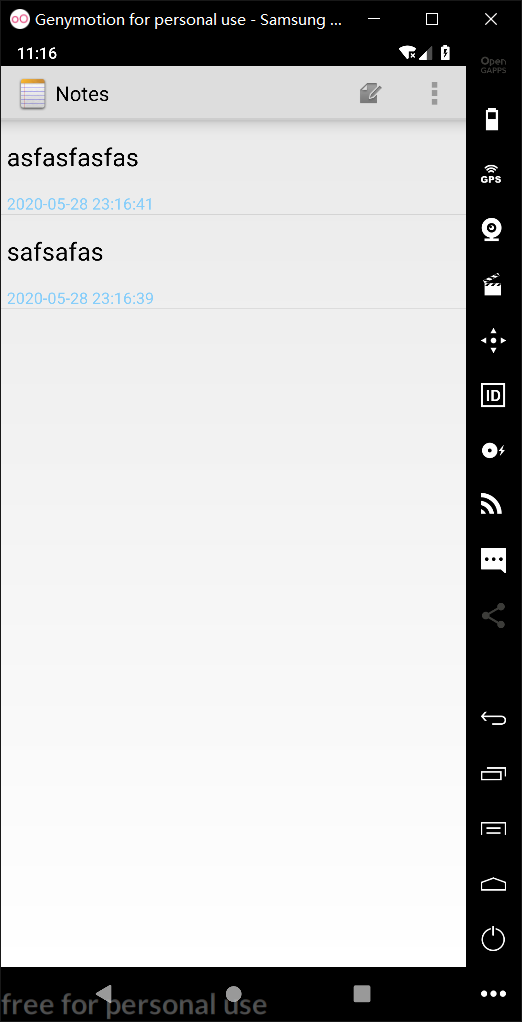 Genymotion for personal use - Samsung ...
11:16
Open
GAPPS
Notes
asfasfasfas
2020-05-28 23:16:41
GPS
safsafas
2020-05-28 23:16:39
ID
free for personal use